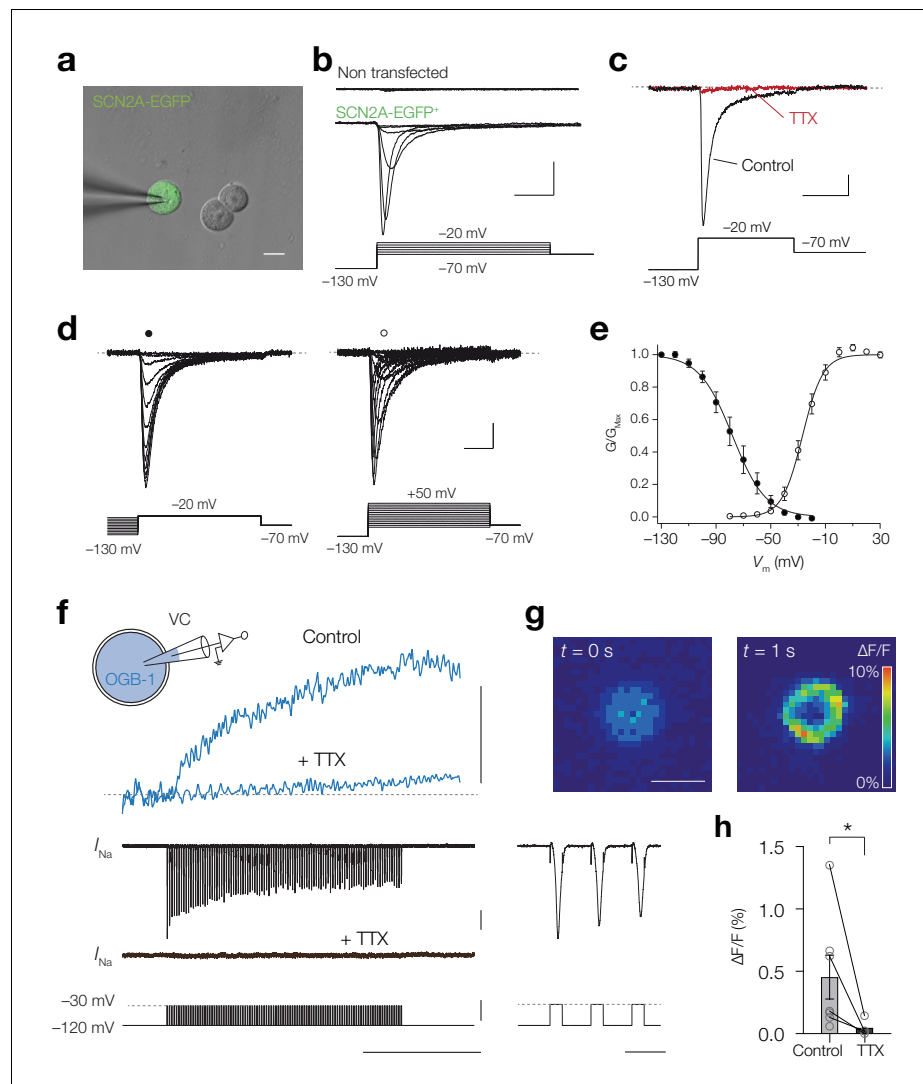 a
SCN2A-EGFP
b
Non transfected
SCN2A-EGFP⁺
−20 mV
−70 mV
−130 mV
c
TTX
Control
−20 mV
−70 mV
−130 mV
d
−20 mV
−70 mV
−130 mV
+50 mV
−70 mV
−130 mV
e
G/G_Max
1.0
0.8
0.6
0.4
0.2
0.0
−130 −90 −50 −10 30
V_m (mV)
f
VC
OGB-1
Control
+ TTX
I_Na
+ TTX
I_Na
−30 mV
−120 mV
g
t = 0 s
t = 1 s
ΔF/F
10%
0%
h
*
ΔF/F (%)
1.5
1.0
0.5
0.0
Control TTX